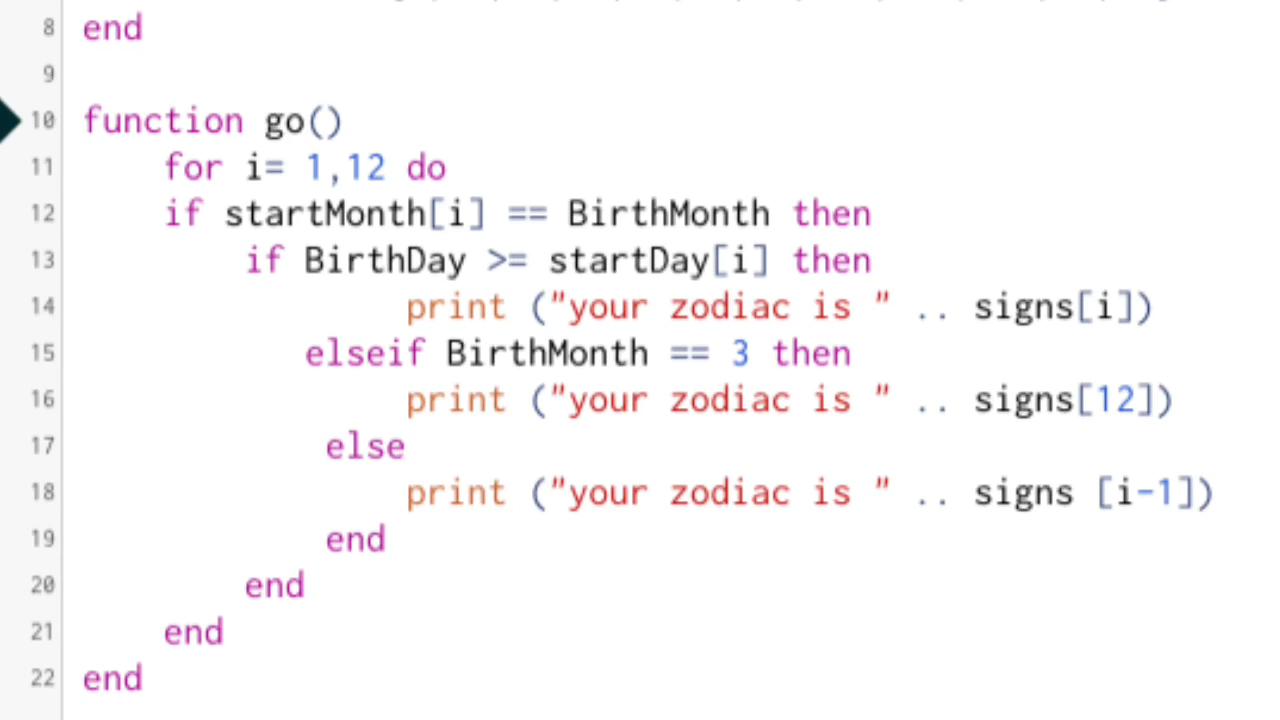 8 end
9
10 function go()
11 for i= 1,12 do
12 if startMonth[i] == BirthMonth then
13 if BirthDay >= startDay[i] then
14 print ("your zodiac is " .. signs[i])
15 elseif BirthMonth == 3 then
16 print ("your zodiac is " .. signs[12])
17 else
18 print ("your zodiac is " .. signs [i-1])
19 end
20 end
21 end
22 end